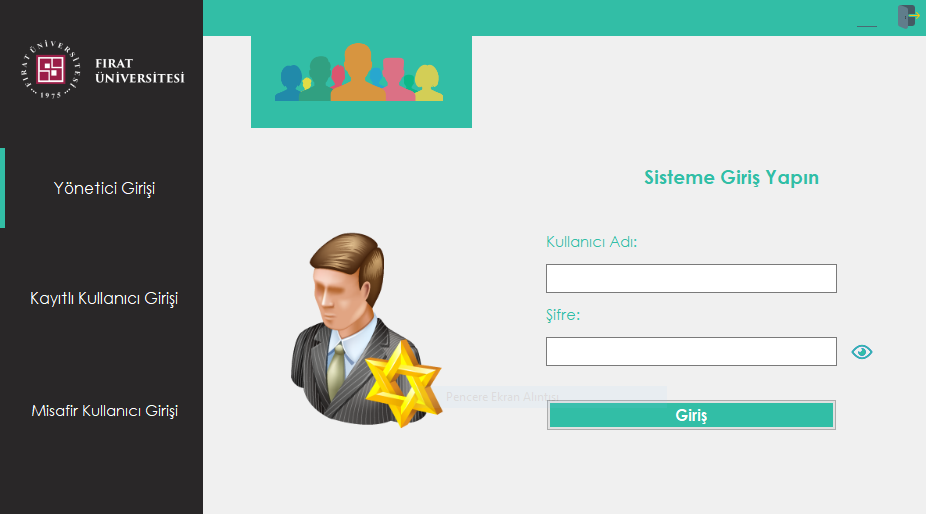 FIRAT ÜNİVERSİTESİ
1975
FIRAT
ÜNİVERSİTESİ
Yönetici Girişi
Kayıtlı Kullanıcı Girişi
Misafir Kullanıcı Girişi
Sisteme Giriş Yapın
Kullanıcı Adı:
Şifre:
Pencere Ekran Alıntısı
Giriş